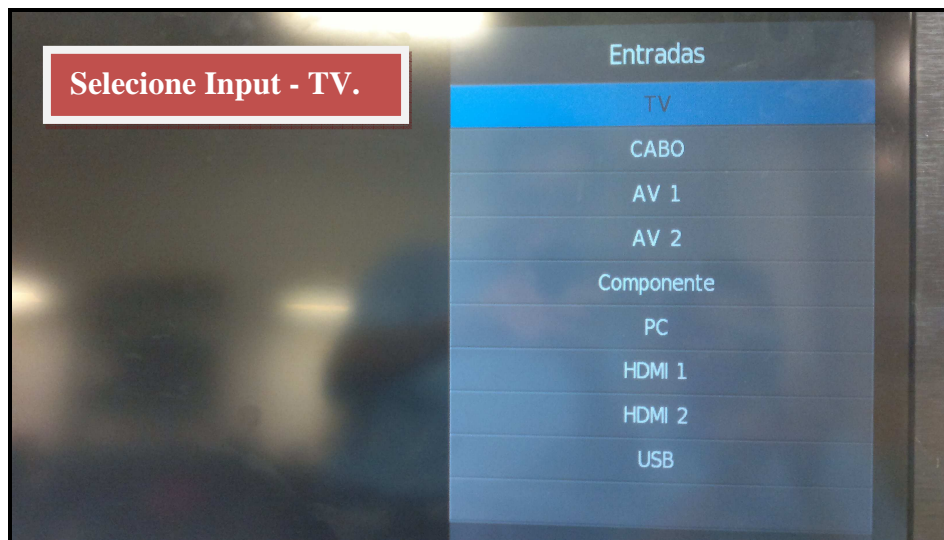 Selecione Input - TV.
Entradas
TV
CABO
AV 1
AV 2
Componente
PC
HDMI 1
HDMI 2
USB